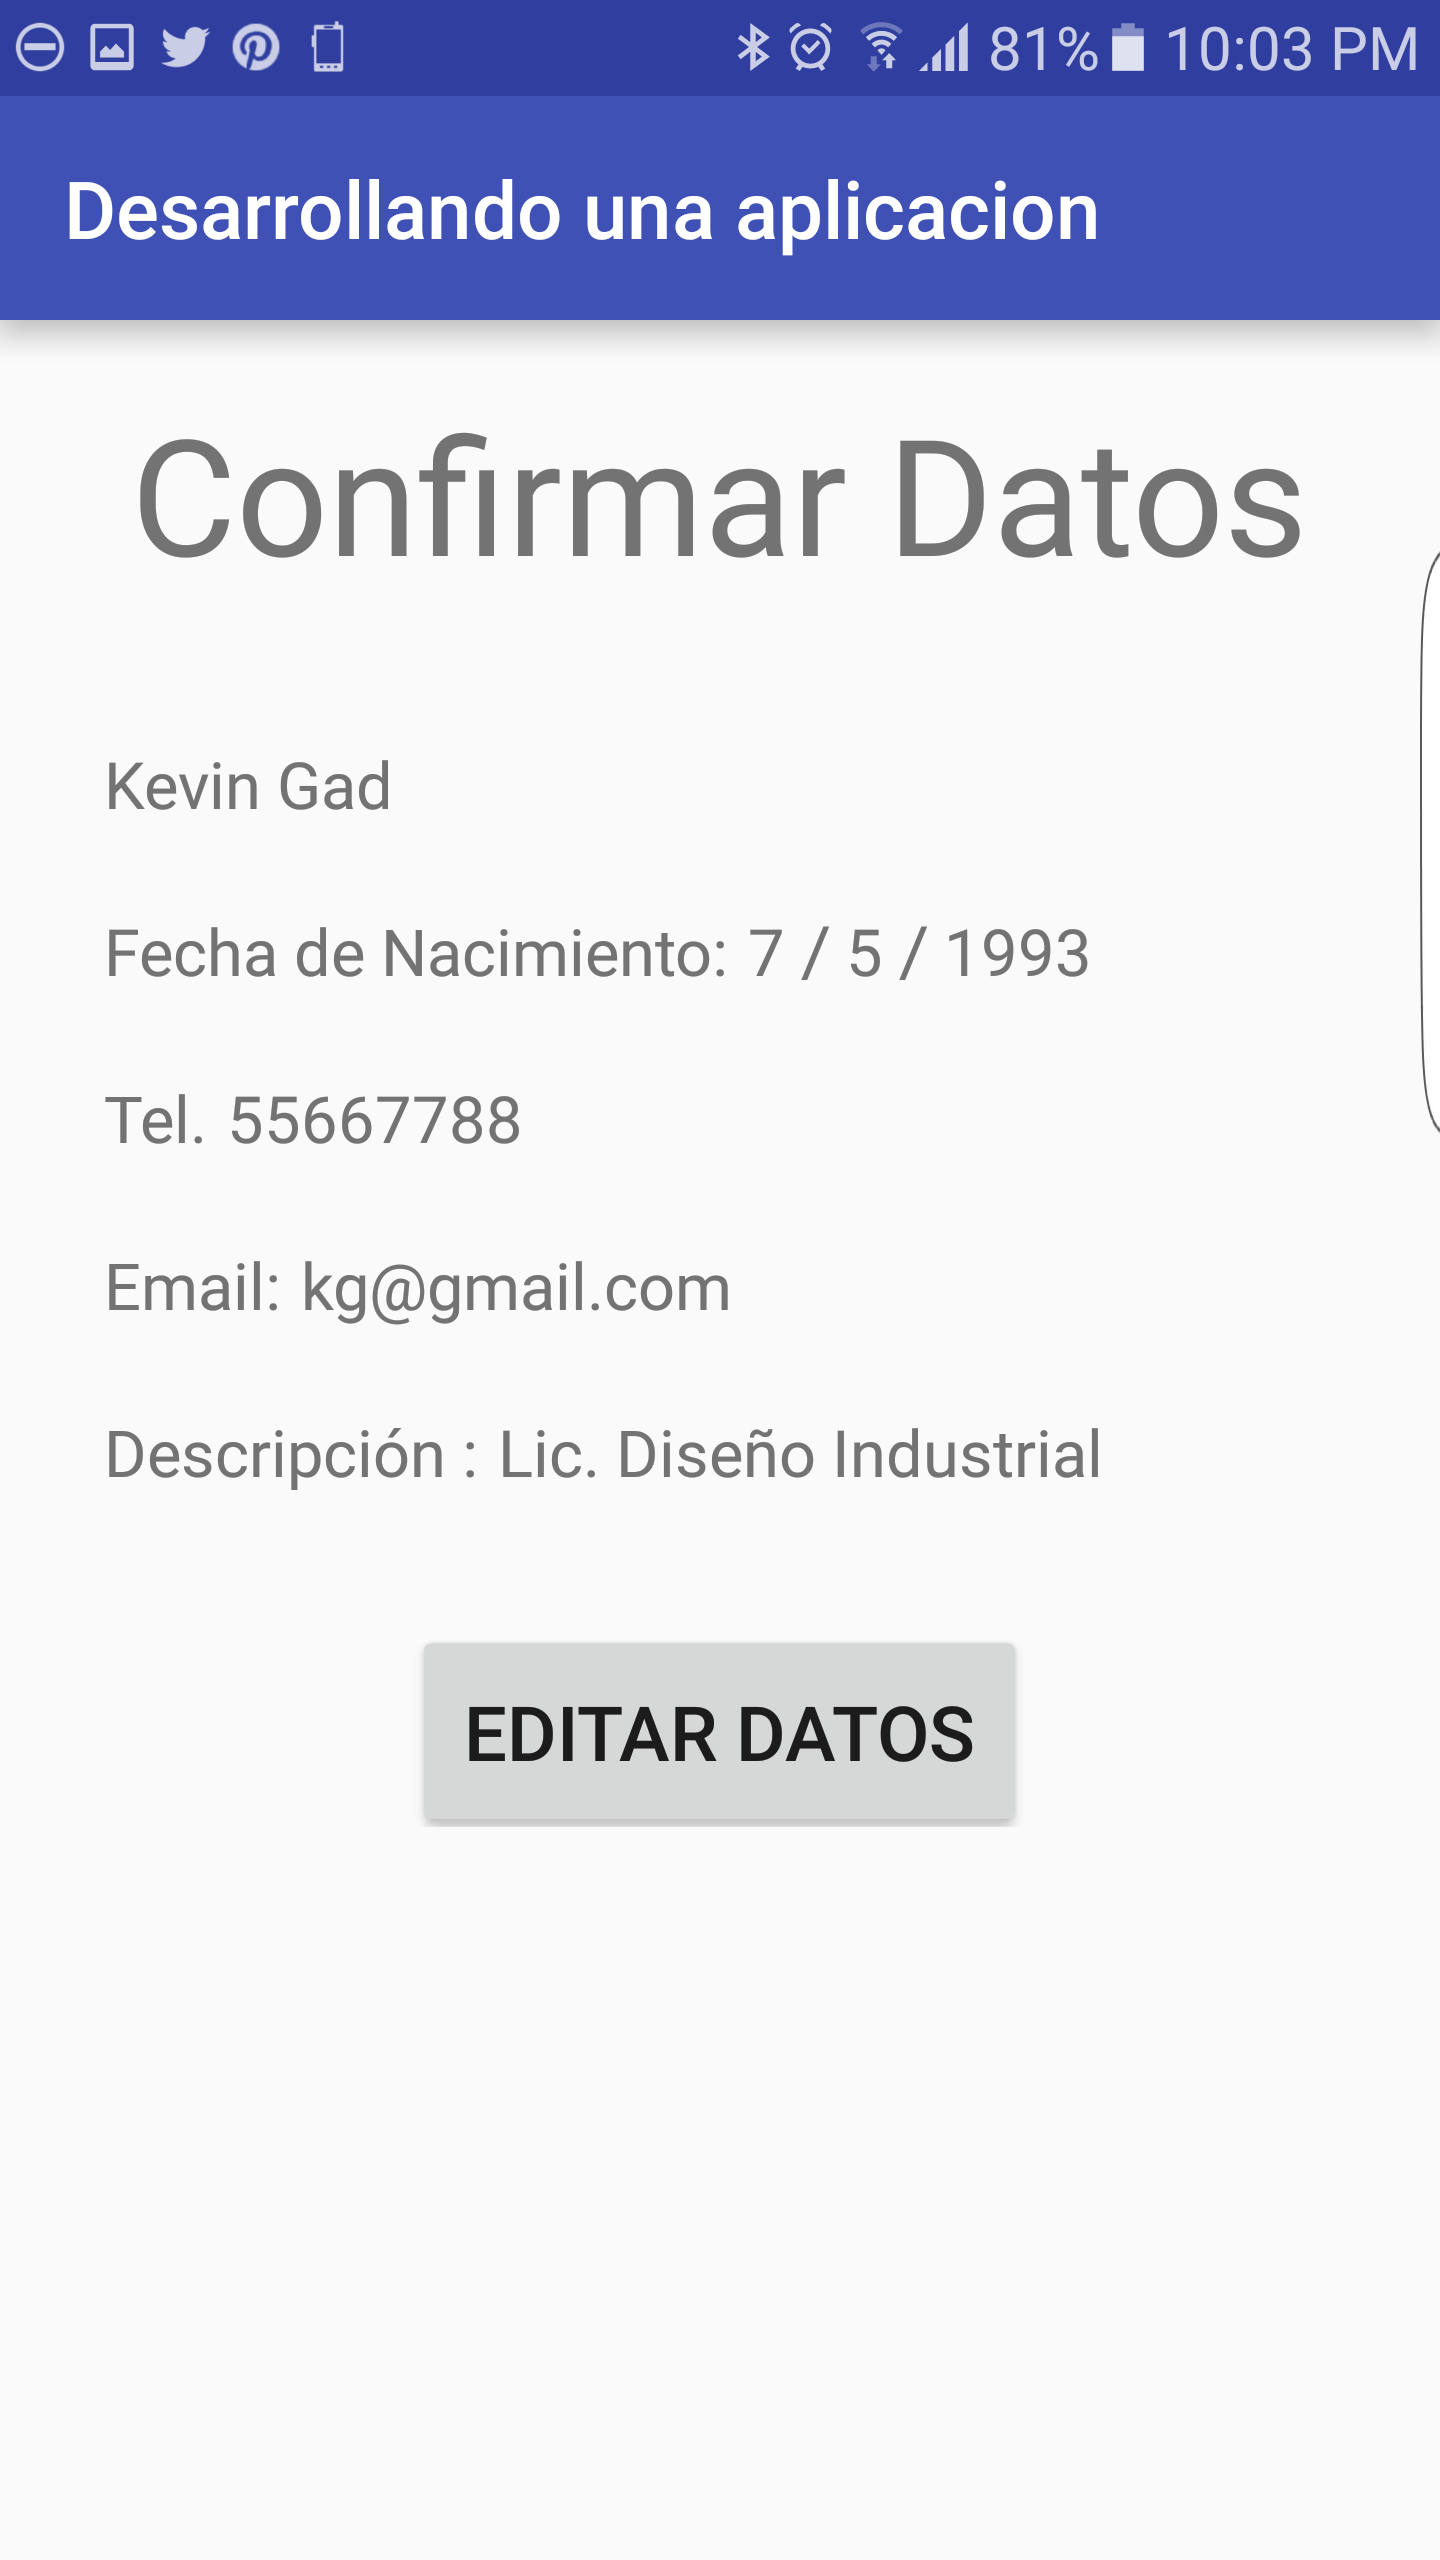 81% 10:03 PM
Desarrollando una aplicacion
Confirmar Datos
Kevin Gad
Fecha de Nacimiento: 7 / 5 / 1993
Tel. 55667788
Email: kg@gmail.com
Descripción : Lic. Diseño Industrial
EDITAR DATOS